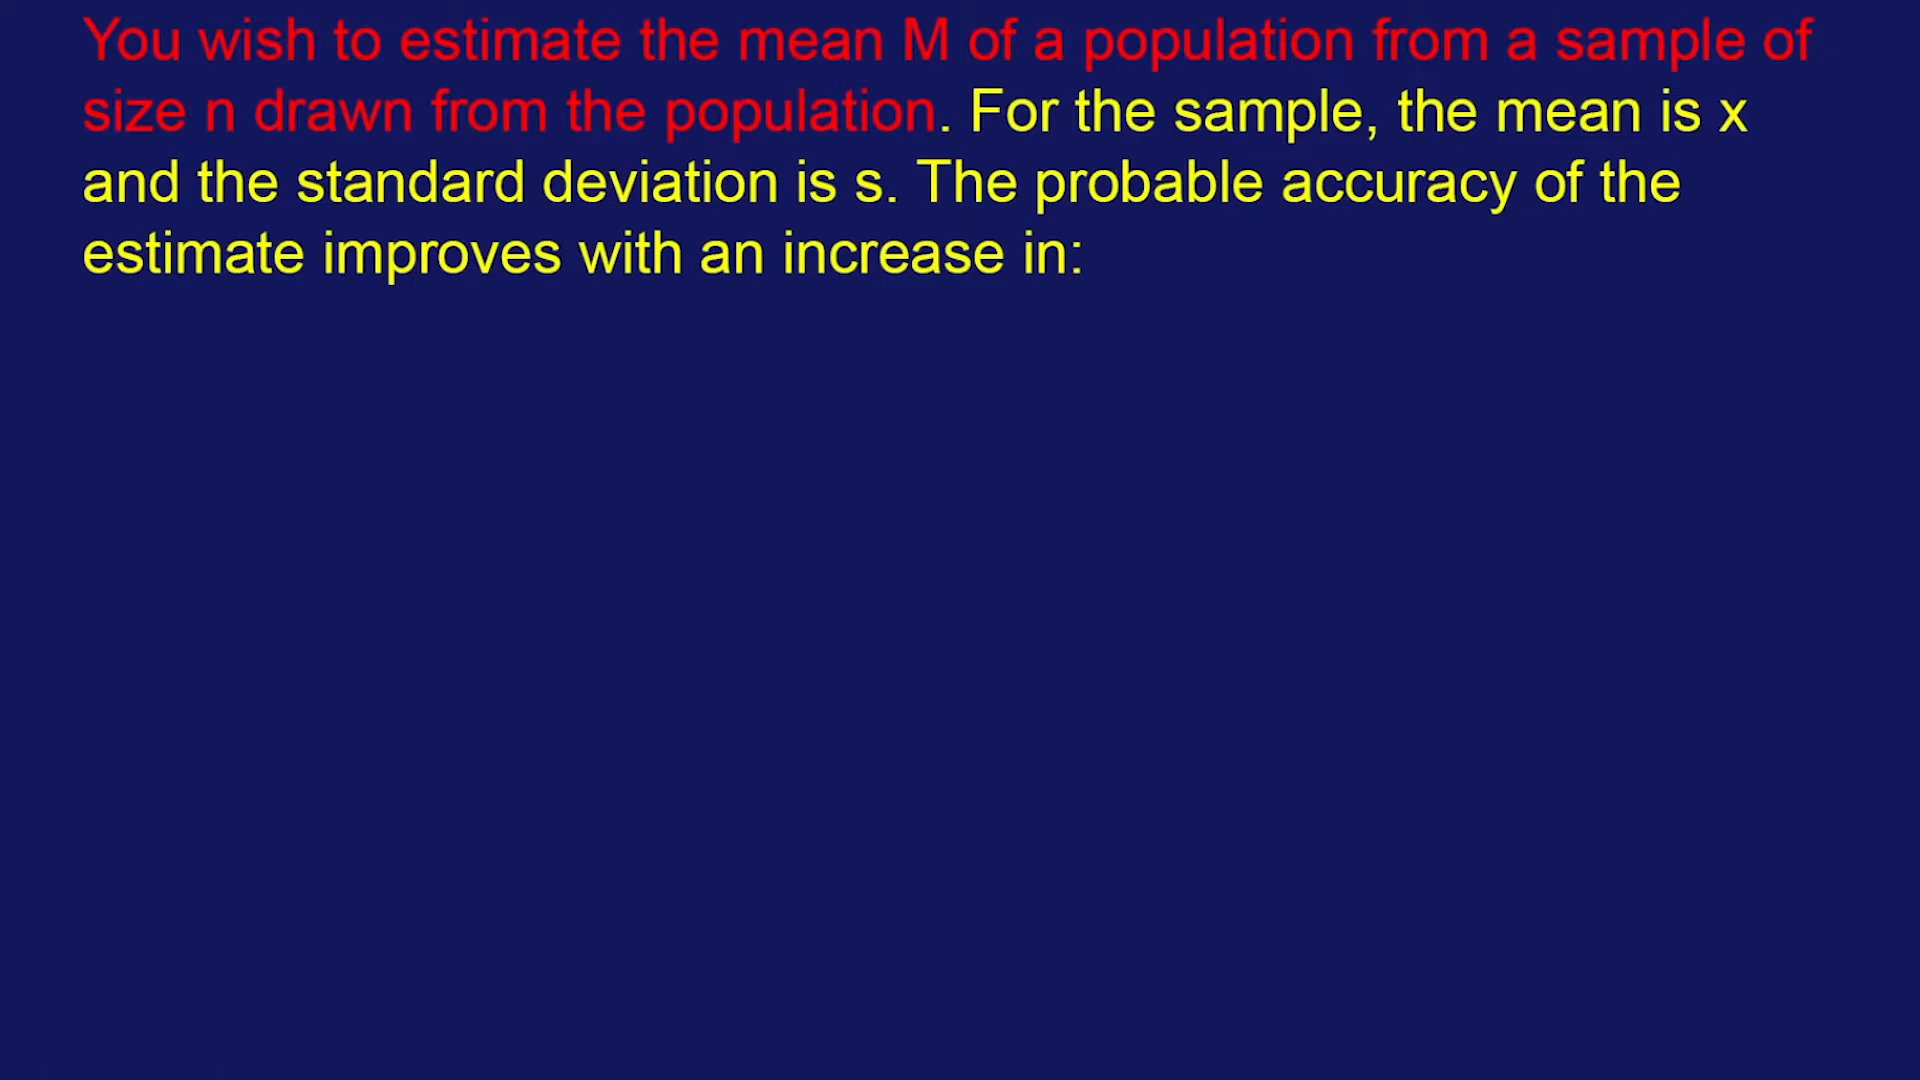 You wish to estimate the mean M of a population from a sample of
size n drawn from the population. For the sample, the mean is x
and the standard deviation is s. The probable accuracy of the
estimate improves with an increase in: